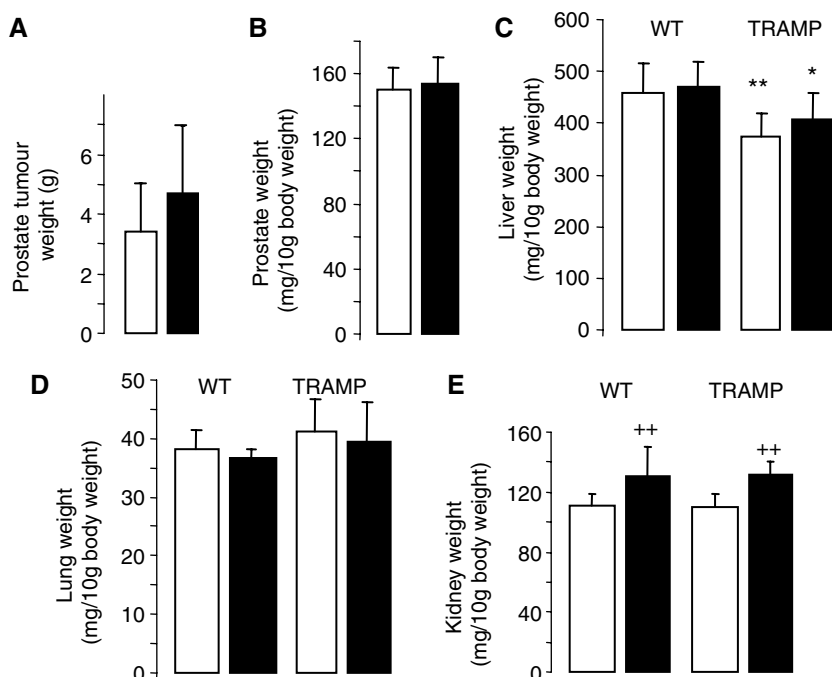 A
Prostate tumour
weight (g)
6
4
2
0
B
Prostate weight
(mg/10g body weight)
160
120
80
40
0
C
Liver weight
(mg/10g body weight)
600
500
400
300
200
100
0
WT
TRAMP
**
*
D
Lung weight
(mg/10g body weight)
50
40
30
20
10
0
WT
TRAMP
E
Kidney weight
(mg/10g body weight)
160
120
80
40
0
WT
TRAMP
++
++